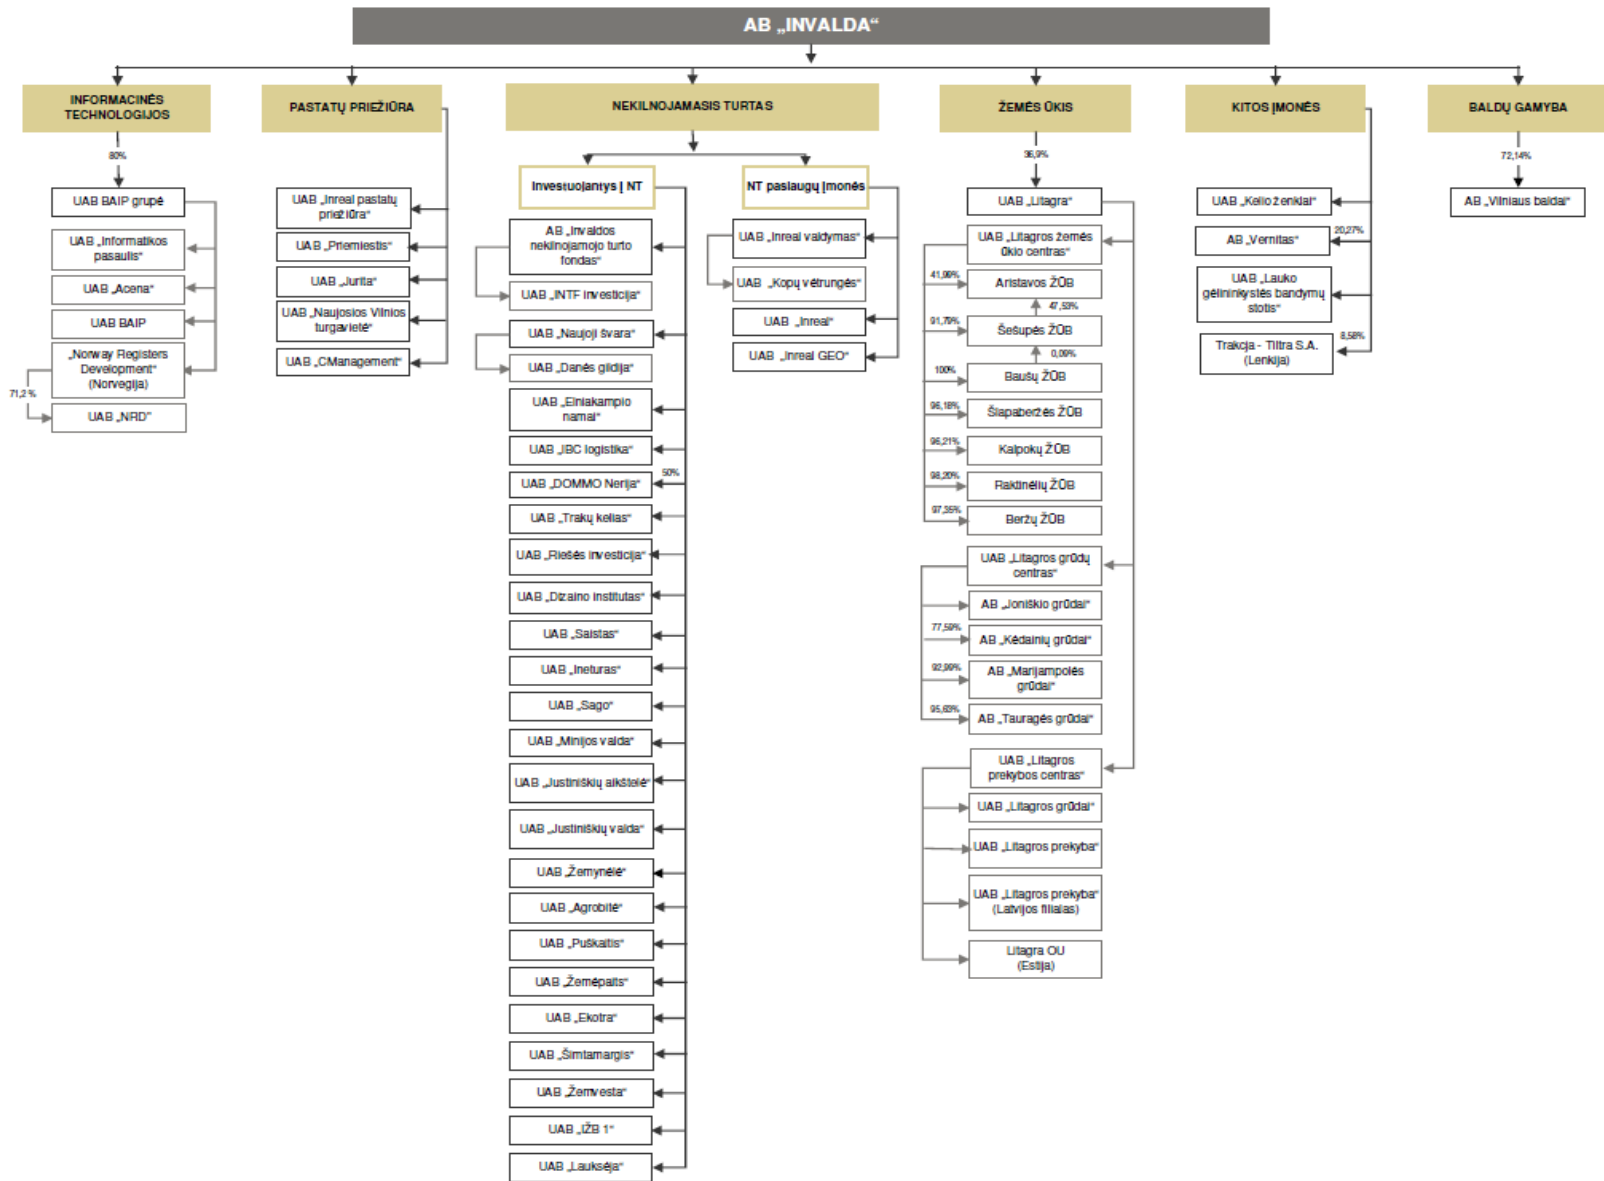 AB „INVALDA“
INFORMACINĖS
TECHNOLOGIJOS
80%
UAB BAIP grupė
UAB „Informatikos
pasaulis“
UAB „Acena“
UAB BAIP
„Norway Registers
Development“
(Norvegija)
71,2 %
UAB „NRD“
PASTATŲ PRIEŽIŪRA
UAB „Inreal pastatų
priežiūra“
UAB „Priemiestis“
UAB „Jurita“
UAB „Naujosios Vilnios
turgavietė“
UAB „CManagement“
NEKILNOJAMASIS TURTAS
Investuojantys į NT
AB „Invaldos
nekilnojamojo turto
fondas“
UAB „INTF investicija“
UAB „Naujoji švara“
UAB „Danės gildija“
UAB „Elniakampio
namai“
UAB „IBC logistika“
50%
UAB „DOMMO Nerija“
UAB „Trakų kelias“
UAB „Riešės investicija“
UAB „Dizaino institutas“
UAB „Saistas“
UAB „Ineturas“
UAB „Sago“
UAB „Minijos valda“
UAB „Justiniškių aikštelė“
UAB „Justiniškių valda“
UAB „Žemynėlė“
UAB „Agrobitė“
UAB „Puškaitis“
UAB „Žemėpatis“
UAB „Ekotra“
UAB „Šimtamargis“
UAB „Žemvesta“
UAB „IŽB 1“
UAB „Lauksėja“
NT paslaugų įmonės
UAB „Inreal valdymas“
UAB „Kopų vėtrungės“
UAB „Inreal“
UAB „Inreal GEO“
ŽEMĖS ŪKIS
36,9%
UAB „Litagra“
UAB „Litagros žemės
ūkio centras“
41,99%
Aristavos ŽŪB
47,53%
91,79%
Šešupės ŽŪB
0,09%
100%
Baušų ŽŪB
96,18%
Šlapaberžės ŽŪB
96,21%
Kalpokų ŽŪB
98,20%
Raktinėlių ŽŪB
97,35%
Beržų ŽŪB
UAB „Litagros grūdų
centras“
AB „Joniškio grūdai“
77,59%
AB „Kėdainių grūdai“
92,99%
AB „Marijampolės
grūdai“
95,63%
AB „Tauragės grūdai“
UAB „Litagros
prekybos centras“
UAB „Litagros grūdai“
UAB „Litagros prekyba“
UAB „Litagros prekyba“
(Latvijos filialas)
Litagra OU
(Estija)
KITOS ĮMONĖS
UAB „Kelio ženklai“
20,27%
AB „Vernitas“
UAB „Lauko
gėlininkystės bandymų
stotis“
8,58%
Trakcja - Tiltra S.A.
(Lenkija)
BALDŲ GAMYBA
72,14%
AB „Vilniaus baldai“